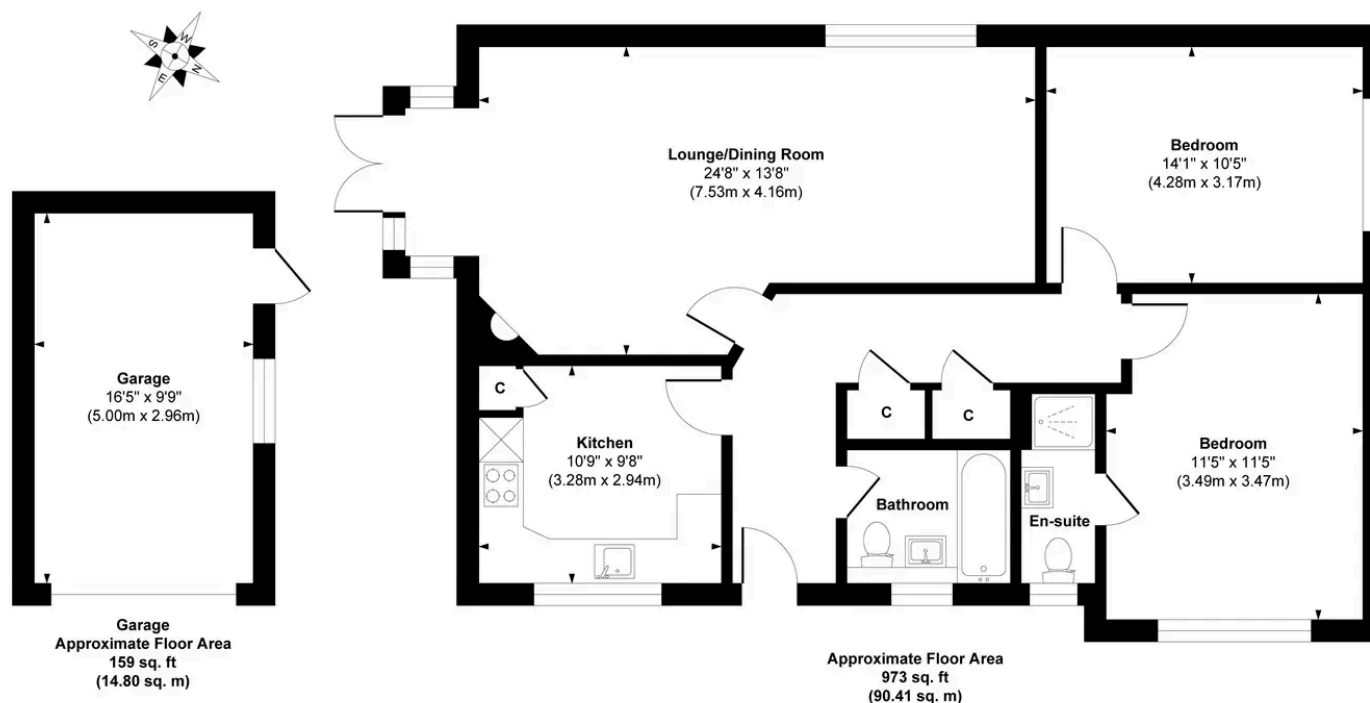 S
W
E
N
Lounge/Dining Room
24'8" x 13'8"
(7.53m x 4.16m)
Bedroom
14'1" x 10'5"
(4.28m x 3.17m)
Garage
16'5" x 9'9"
(5.00m x 2.96m)
C
Kitchen
10'9" x 9'8"
(3.28m x 2.94m)
C
C
Bathroom
En-suite
Bedroom
11'5" x 11'5"
(3.49m x 3.47m)
Garage
Approximate Floor Area
159 sq. ft
(14.80 sq. m)
Approximate Floor Area
973 sq. ft
(90.41 sq. m)